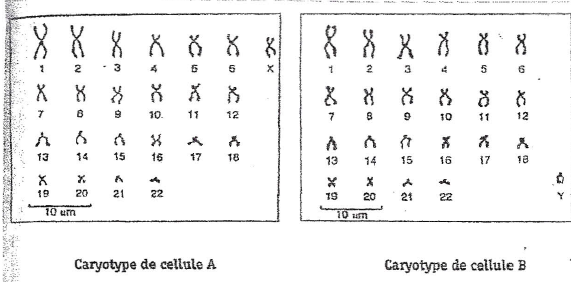 1 2 3 4 5 6 X
7 8 9 10. 11 12
13 14 15 16 17 18
19 20 21 22
10 um
1 2 3 4 5 6
7 8 9 10 11 12
13 14 15 16 17 18
19 20 21 22 Y
10 um
Caryotype de cellule A
Caryotype de cellule B